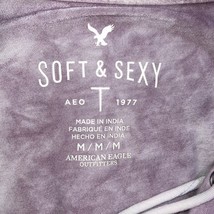 SOFT & SEXY
AEO T 1977
MADE IN INDIA
FABRIQUÉ EN INDE
HECHO EN INDIA
M/M/M
AMERICAN EAGLE
OUTFITTERS